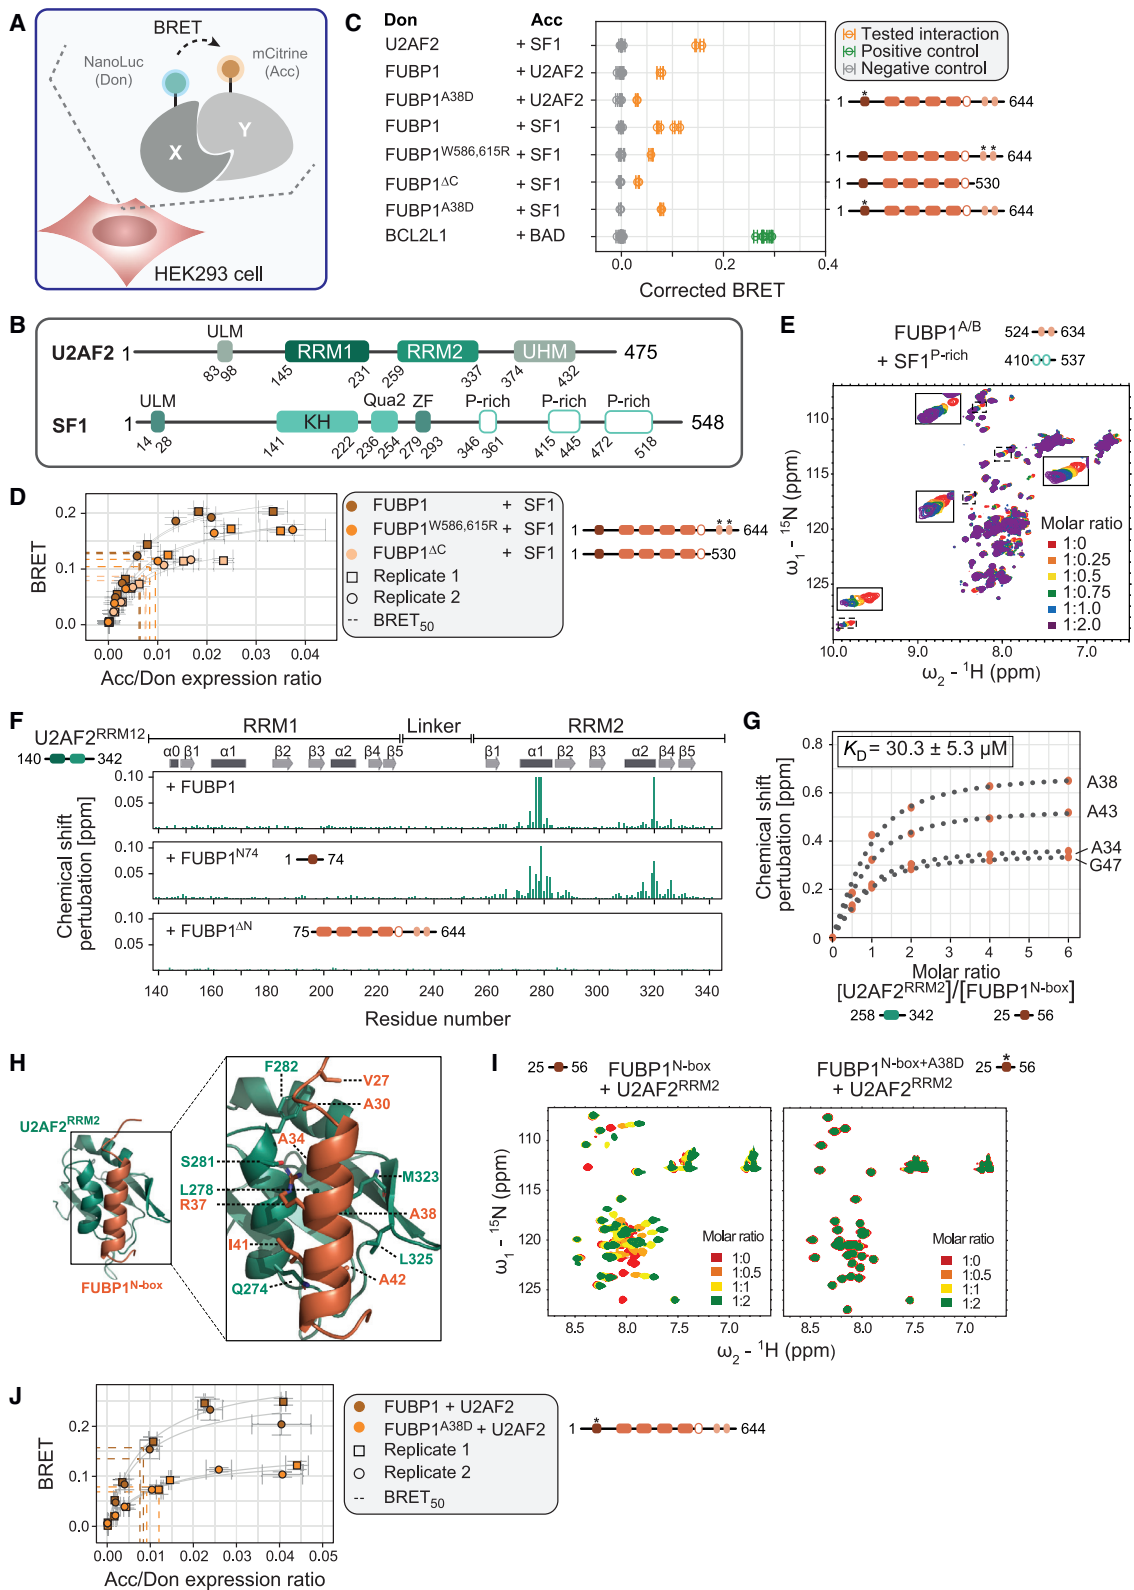 A
BRET
NanoLuc
(Don)
mCitrine
(Acc)
X
Y
HEK293 cell
C
Don Acc
U2AF2 + SF1
FUBP1 + U2AF2
FUBP1A38D + U2AF2
FUBP1 + SF1
FUBP1W586,615R + SF1
FUBP1ΔC + SF1
FUBP1A38D + SF1
BCL2L1 + BAD
0.0 0.2 0.4
Corrected BRET
Tested interaction
Positive control
Negative control
* 1 644
** 1 644
1 530
* 1 644
B
U2AF2 1 ULM RRM1 RRM2 UHM 475
83 98 145 231 259 337 374 432
SF1 1 ULM KH Qua2 ZF P-rich P-rich P-rich 548
14 28 141 222 236 254 279 293 346 361 415 445 472 518
D
BRET
0.2
0.1
0.0
0.00 0.01 0.02 0.03 0.04
Acc/Don expression ratio
FUBP1 + SF1
FUBP1W586,615R + SF1
FUBP1ΔC + SF1
Replicate 1
Replicate 2
-- BRET50
** 1 644
1 530
E
FUBP1A/B 524 634
+ SF1P-rich 410 537
ω1 - 15N (ppm)
110
115
120
125
10.0 9.0 8.0 7.0
ω2 - 1H (ppm)
Molar ratio
1:0
1:0.25
1:0.5
1:0.75
1:1.0
1:2.0
F
U2AF2RRM12
140 342
RRM1 Linker RRM2
α0 β1 α1 β2 β3 α2 β4 β5 β1 α1 β2 β3 α2 β4 β5
Chemical shift
pertubation [ppm]
0.10
0.05
+ FUBP1
0.10
0.05
+ FUBP1N74
1 74
0.10
0.05
+ FUBP1ΔN
75 644
140 160 180 200 220 240 260 280 300 320 340
Residue number
G
KD = 30.3 ± 5.3 µM
Chemical shift
pertubation [ppm]
0.8
0.6
0.4
0.2
0
A38
A43
A34
G47
0 1 2 3 4 5 6
Molar ratio
[U2AF2RRM2]/[FUBP1N-box]
258 342 25 56
H
U2AF2RRM2
FUBP1N-box
F282
V27
A30
A34
S281
L278
R37
M323
A38
I41
L325
A42
Q274
I
25 56 FUBP1N-box
+ U2AF2RRM2
FUBP1N-box+A38D * 25 56
+ U2AF2RRM2
ω1 - 15N (ppm)
110
115
120
125
8.5 8.0 7.5 7.0
8.5 8.0 7.5 7.0
ω2 - 1H (ppm)
Molar ratio
1:0
1:0.5
1:1
1:2
Molar ratio
1:0
1:0.5
1:1
1:2
J
BRET
0.2
0.1
0.0
0.00 0.01 0.02 0.03 0.04 0.05
Acc/Don expression ratio
FUBP1 + U2AF2
FUBP1A38D + U2AF2
Replicate 1
Replicate 2
-- BRET50
* 1 644